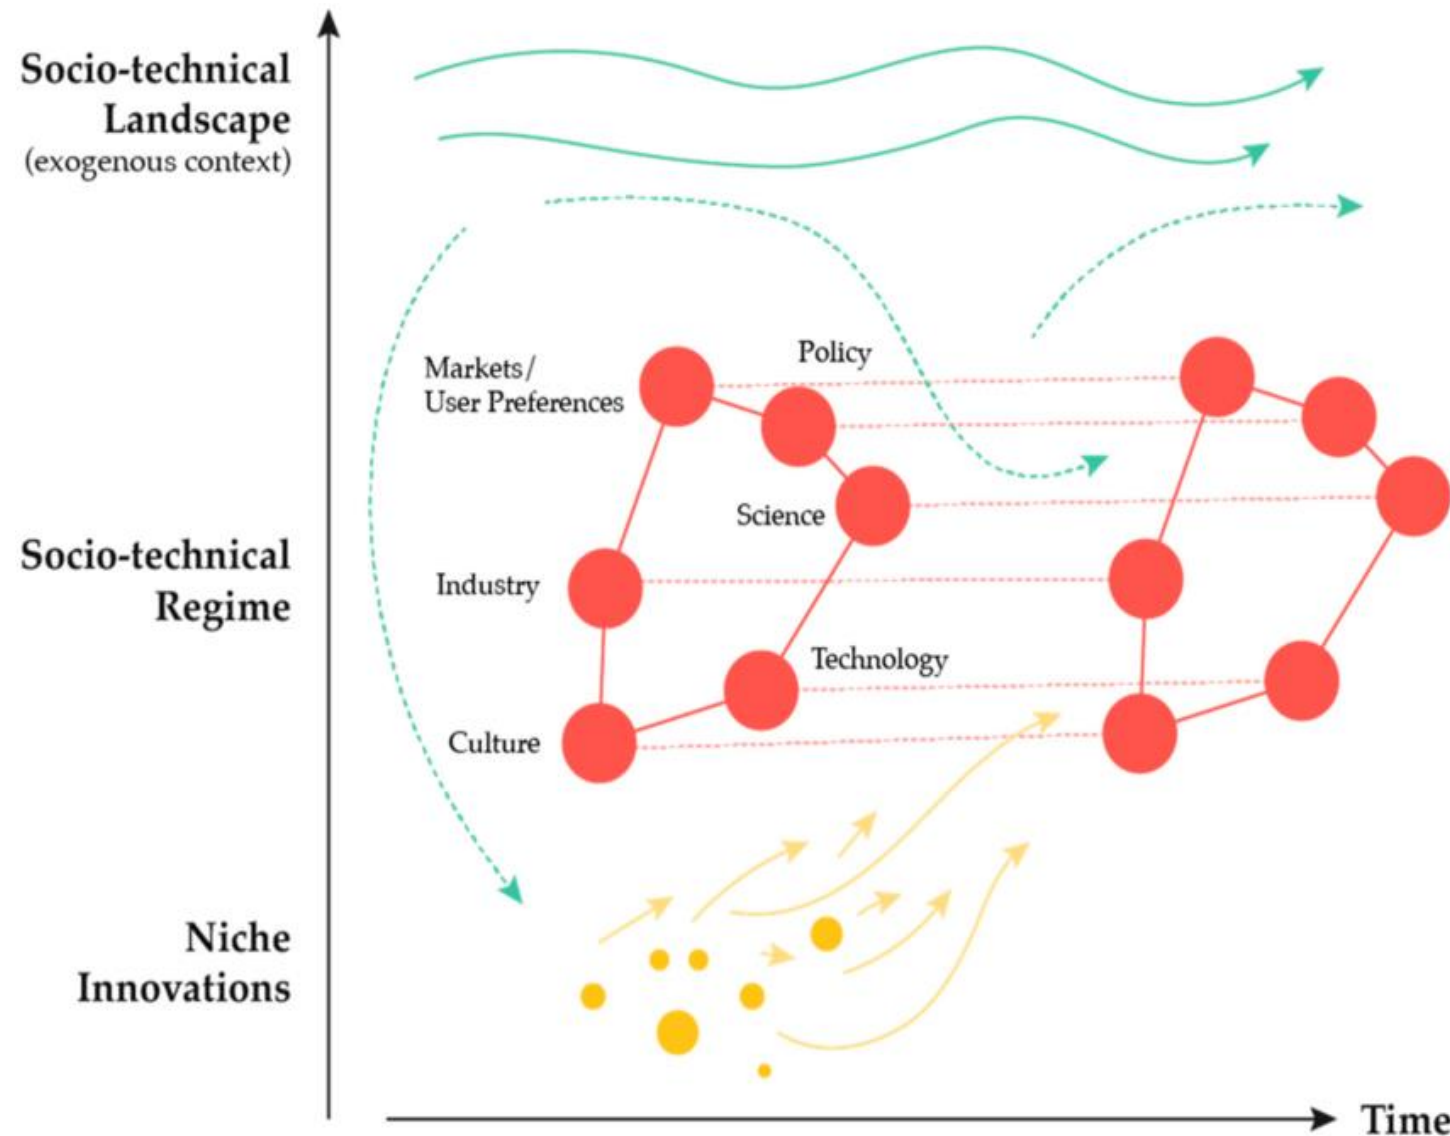 Socio-technical
Landscape
(exogenous context)
Policy
Markets/
User Preferences
Science
Socio-technical
Regime
Industry
Technology
Culture
Niche
Innovations
Time